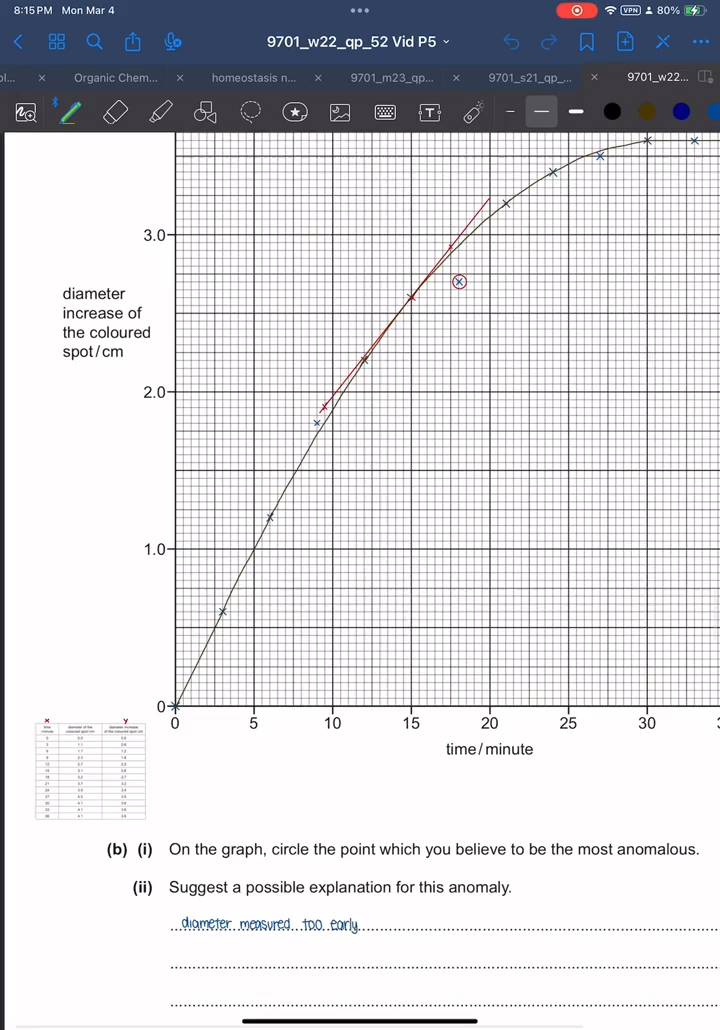 8:15 PM Mon Mar 4
VPN
80%
9701_w22_qp_52 Vid P5
Organic Chem...
homeostasis n...
9701_m23_qp...
9701_s21_qp_...
9701_w22...
T
3.0
diameter
increase of
the coloured
spot / cm
2.0
1.0
0
0 5 10 15 20 25 30
time / minute
x y
(b) (i) On the graph, circle the point which you believe to be the most anomalous.
(ii) Suggest a possible explanation for this anomaly.
diameter measured too early